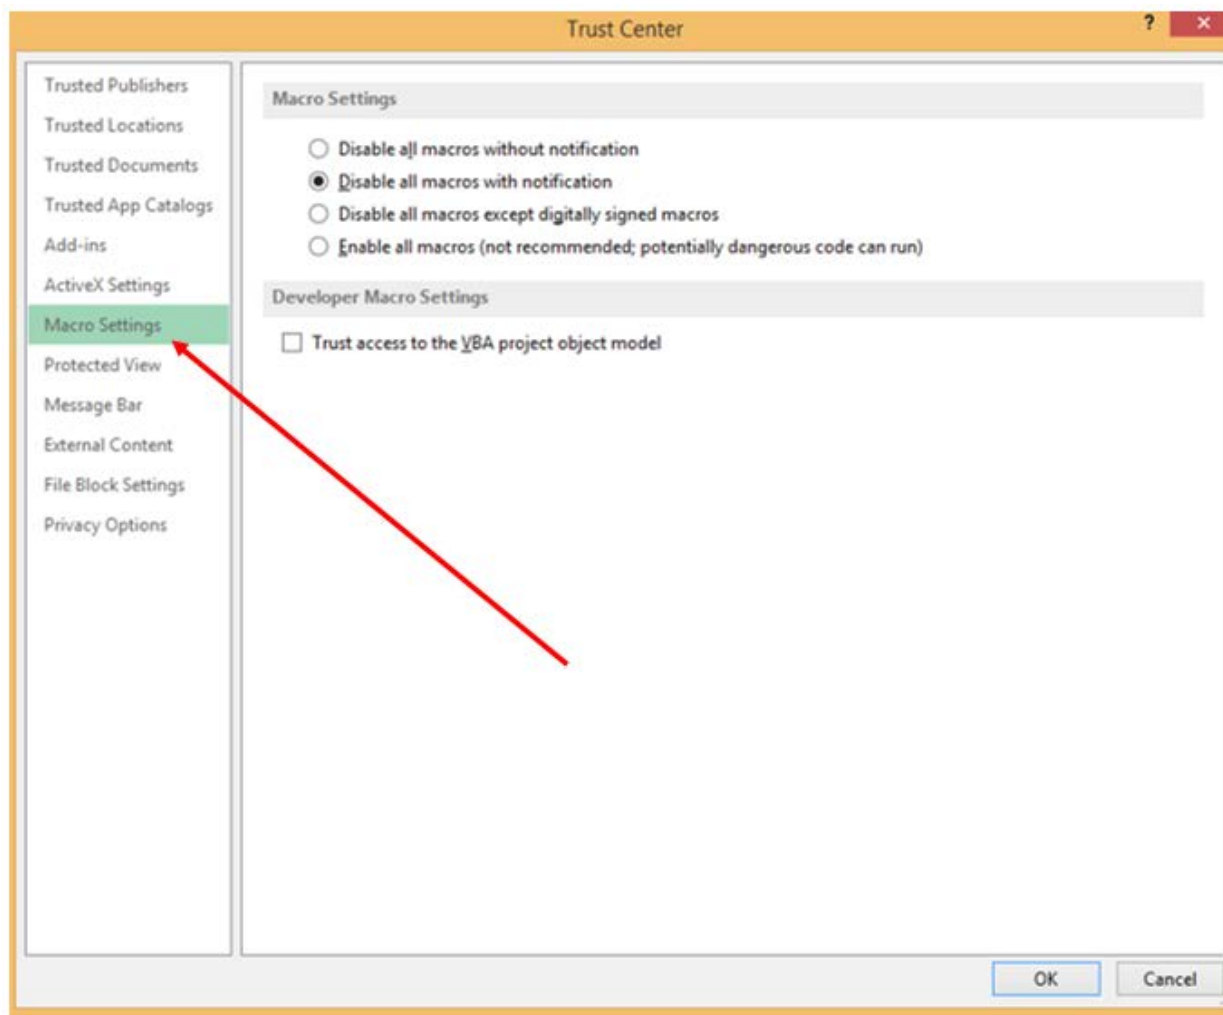 Trust Center
?
Trusted Publishers
Trusted Locations
Trusted Documents
Trusted App Catalogs
Add-ins
ActiveX Settings
Macro Settings
Protected View
Message Bar
External Content
File Block Settings
Privacy Options
Macro Settings
Disable all macros without notification
Disable all macros with notification
Disable all macros except digitally signed macros
Enable all macros (not recommended; potentially dangerous code can run)
Developer Macro Settings
Trust access to the VBA project object model
OK
Cancel